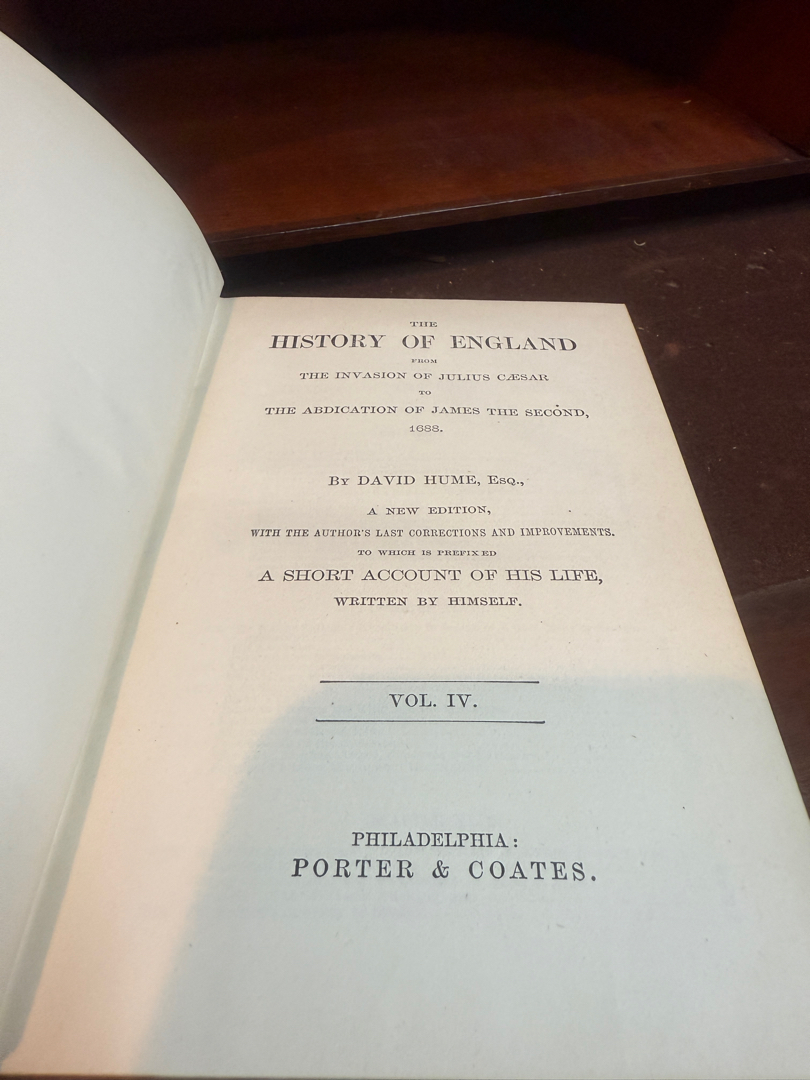 THE
HISTORY OF ENGLAND
FROM
THE INVASION OF JULIUS CÆSAR
TO
THE ABDICATION OF JAMES THE SECOND,
1688.
BY DAVID HUME, ESQ.,
A NEW EDITION,
WITH THE AUTHOR'S LAST CORRECTIONS AND IMPROVEMENTS.
TO WHICH IS PREFIXED
A SHORT ACCOUNT OF HIS LIFE,
WRITTEN BY HIMSELF.
VOL. IV.
PHILADELPHIA:
PORTER & COATES.